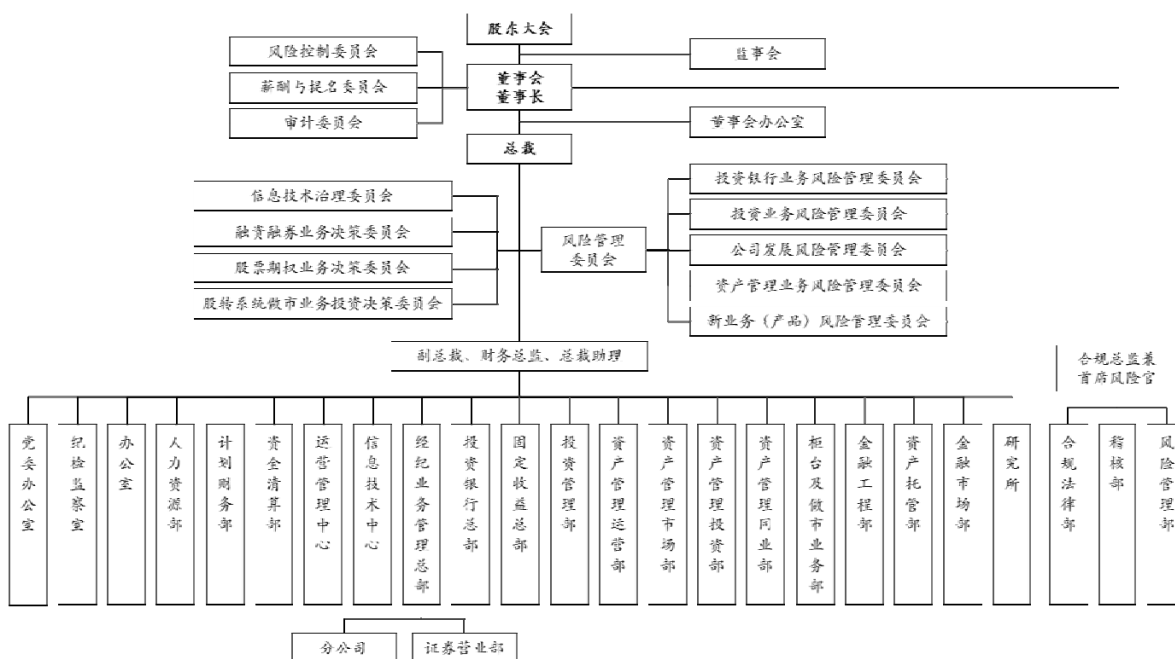 股东大会
风险控制委员会
监事会
薪酬与提名委员会
董事会
董事长
审计委员会
董事会办公室
总裁
投资银行业务风险管理委员会
信息技术治理委员会
投资业务风险管理委员会
融资融券业务决策委员会
风险管理
委员会
公司发展风险管理委员会
股票期权业务决策委员会
资产管理业务风险管理委员会
股转系统做市业务投资决策委员会
新业务（产品）风险管理委员会
副总裁、财务总监、总裁助理
合规总监兼
首席风险官
党委办公室
纪检监察室
办公室
人力资源部
计划财务部
资金清算部
运营管理中心
信息技术中心
经纪业务管理总部
投资银行总部
固定收益总部
投资管理部
资产管理运营部
资产管理市场部
资产管理投资部
资产管理同业部
柜台及做市业务部
金融工程部
资产托管部
金融市场部
研究所
合规法律部
稽核部
风险管理部
分公司
证券营业部